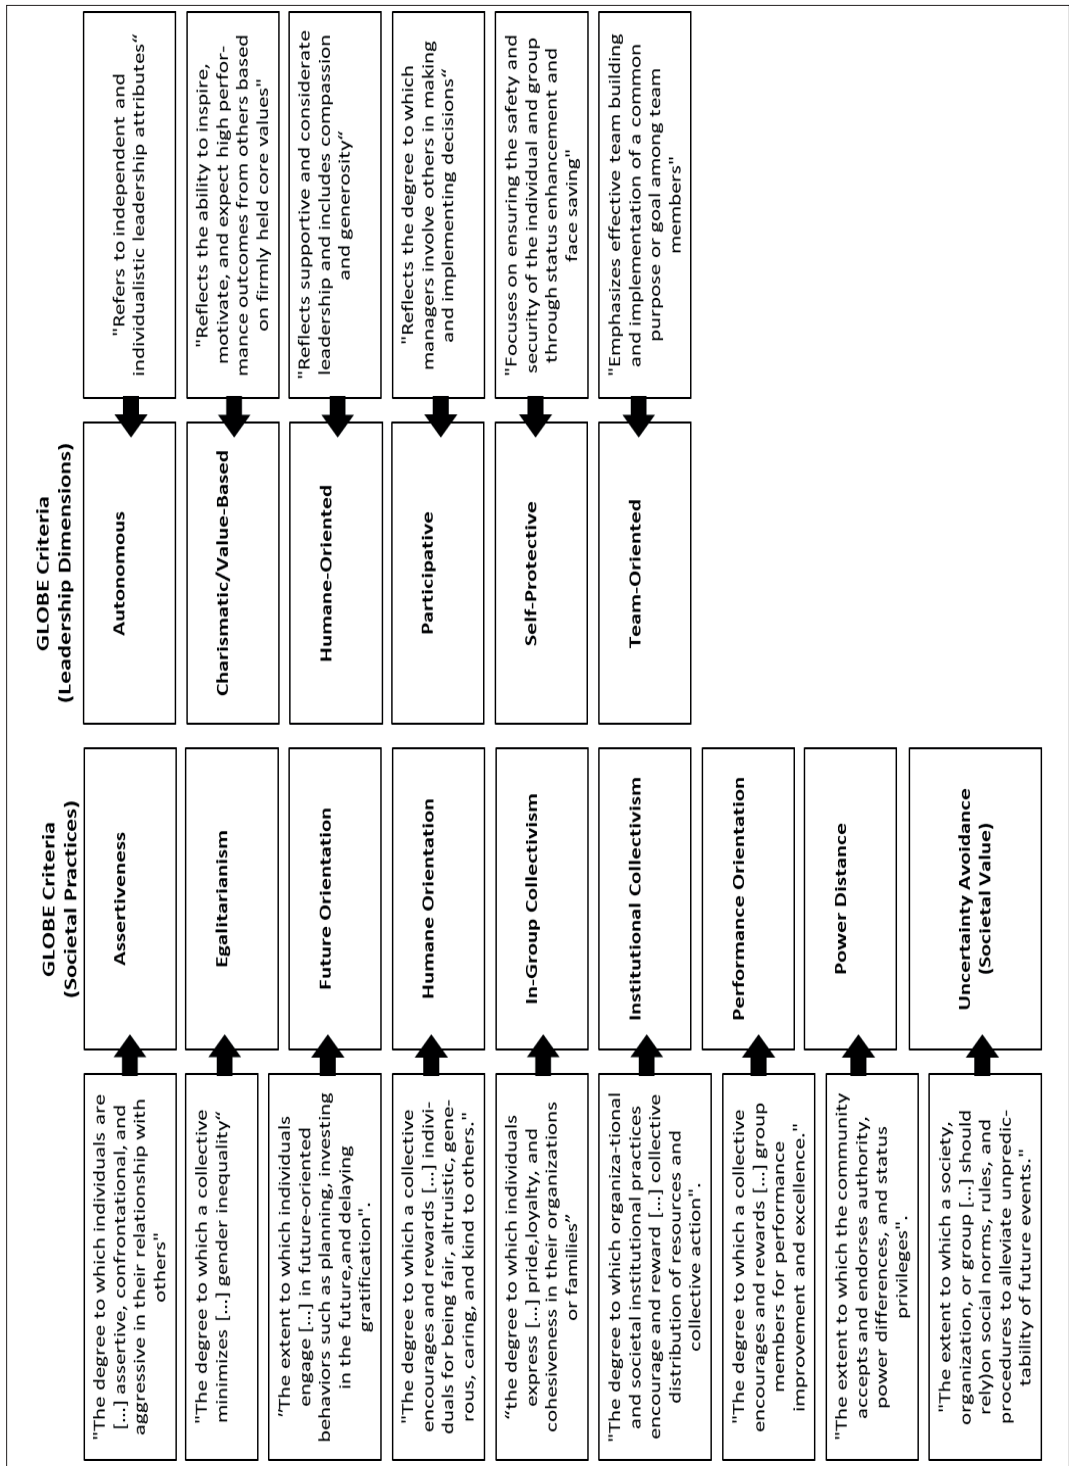 GLOBE Criteria
(Societal Practices)
"The degree to which individuals are
[...] assertive, confrontational, and
aggressive in their relationship with
others"
Assertiveness
"The degree to which a collective
minimizes [...] gender inequality“
Egalitarianism
”The extent to which individuals
engage [...] in future-oriented
behaviors such as planning, investing
in the future,and delaying
gratification".
Future Orientation
"The degree to which a collective
encourages and rewards [...] indivi-
duals for being fair, altruistic, gene-
rous, caring, and kind to others."
Humane Orientation
“the degree to which individuals
express [...] pride,loyalty, and
cohesiveness in their organizations
or families”
In-Group Collectivism
"The degree to which organiza-tional
and societal institutional practices
encourage and reward [...] collective
distribution of resources and
collective action".
Institutional Collectivism
"The degree to which a collective
encourages and rewards [...] group
members for performance
improvement and excellence."
Performance Orientation
"The extent to which the community
accepts and endorses authority,
power differences, and status
privileges".
Power Distance
"The extent to which a society,
organization, or group [...] should
rely)on social norms, rules, and
procedures to alleviate unpredic-
tability of future events."
Uncertainty Avoidance
(Societal Value)
GLOBE Criteria
(Leadership Dimensions)
Autonomous
"Refers to independent and
individualistic leadership attributes“
Charismatic/Value-Based
"Reflects the ability to inspire,
motivate, and expect high perfor-
mance outcomes from others based
on firmly held core values"
Humane-Oriented
"Reflects supportive and considerate
leadership and includes compassion
and generosity“
Participative
"Reflects the degree to which
managers involve others in making
and implementing decisions“
Self-Protective
"Focuses on ensuring the safety and
security of the individual and group
through status enhancement and
face saving"
Team-Oriented
"Emphasizes effective team building
and implementation of a common
purpose or goal among team
members"